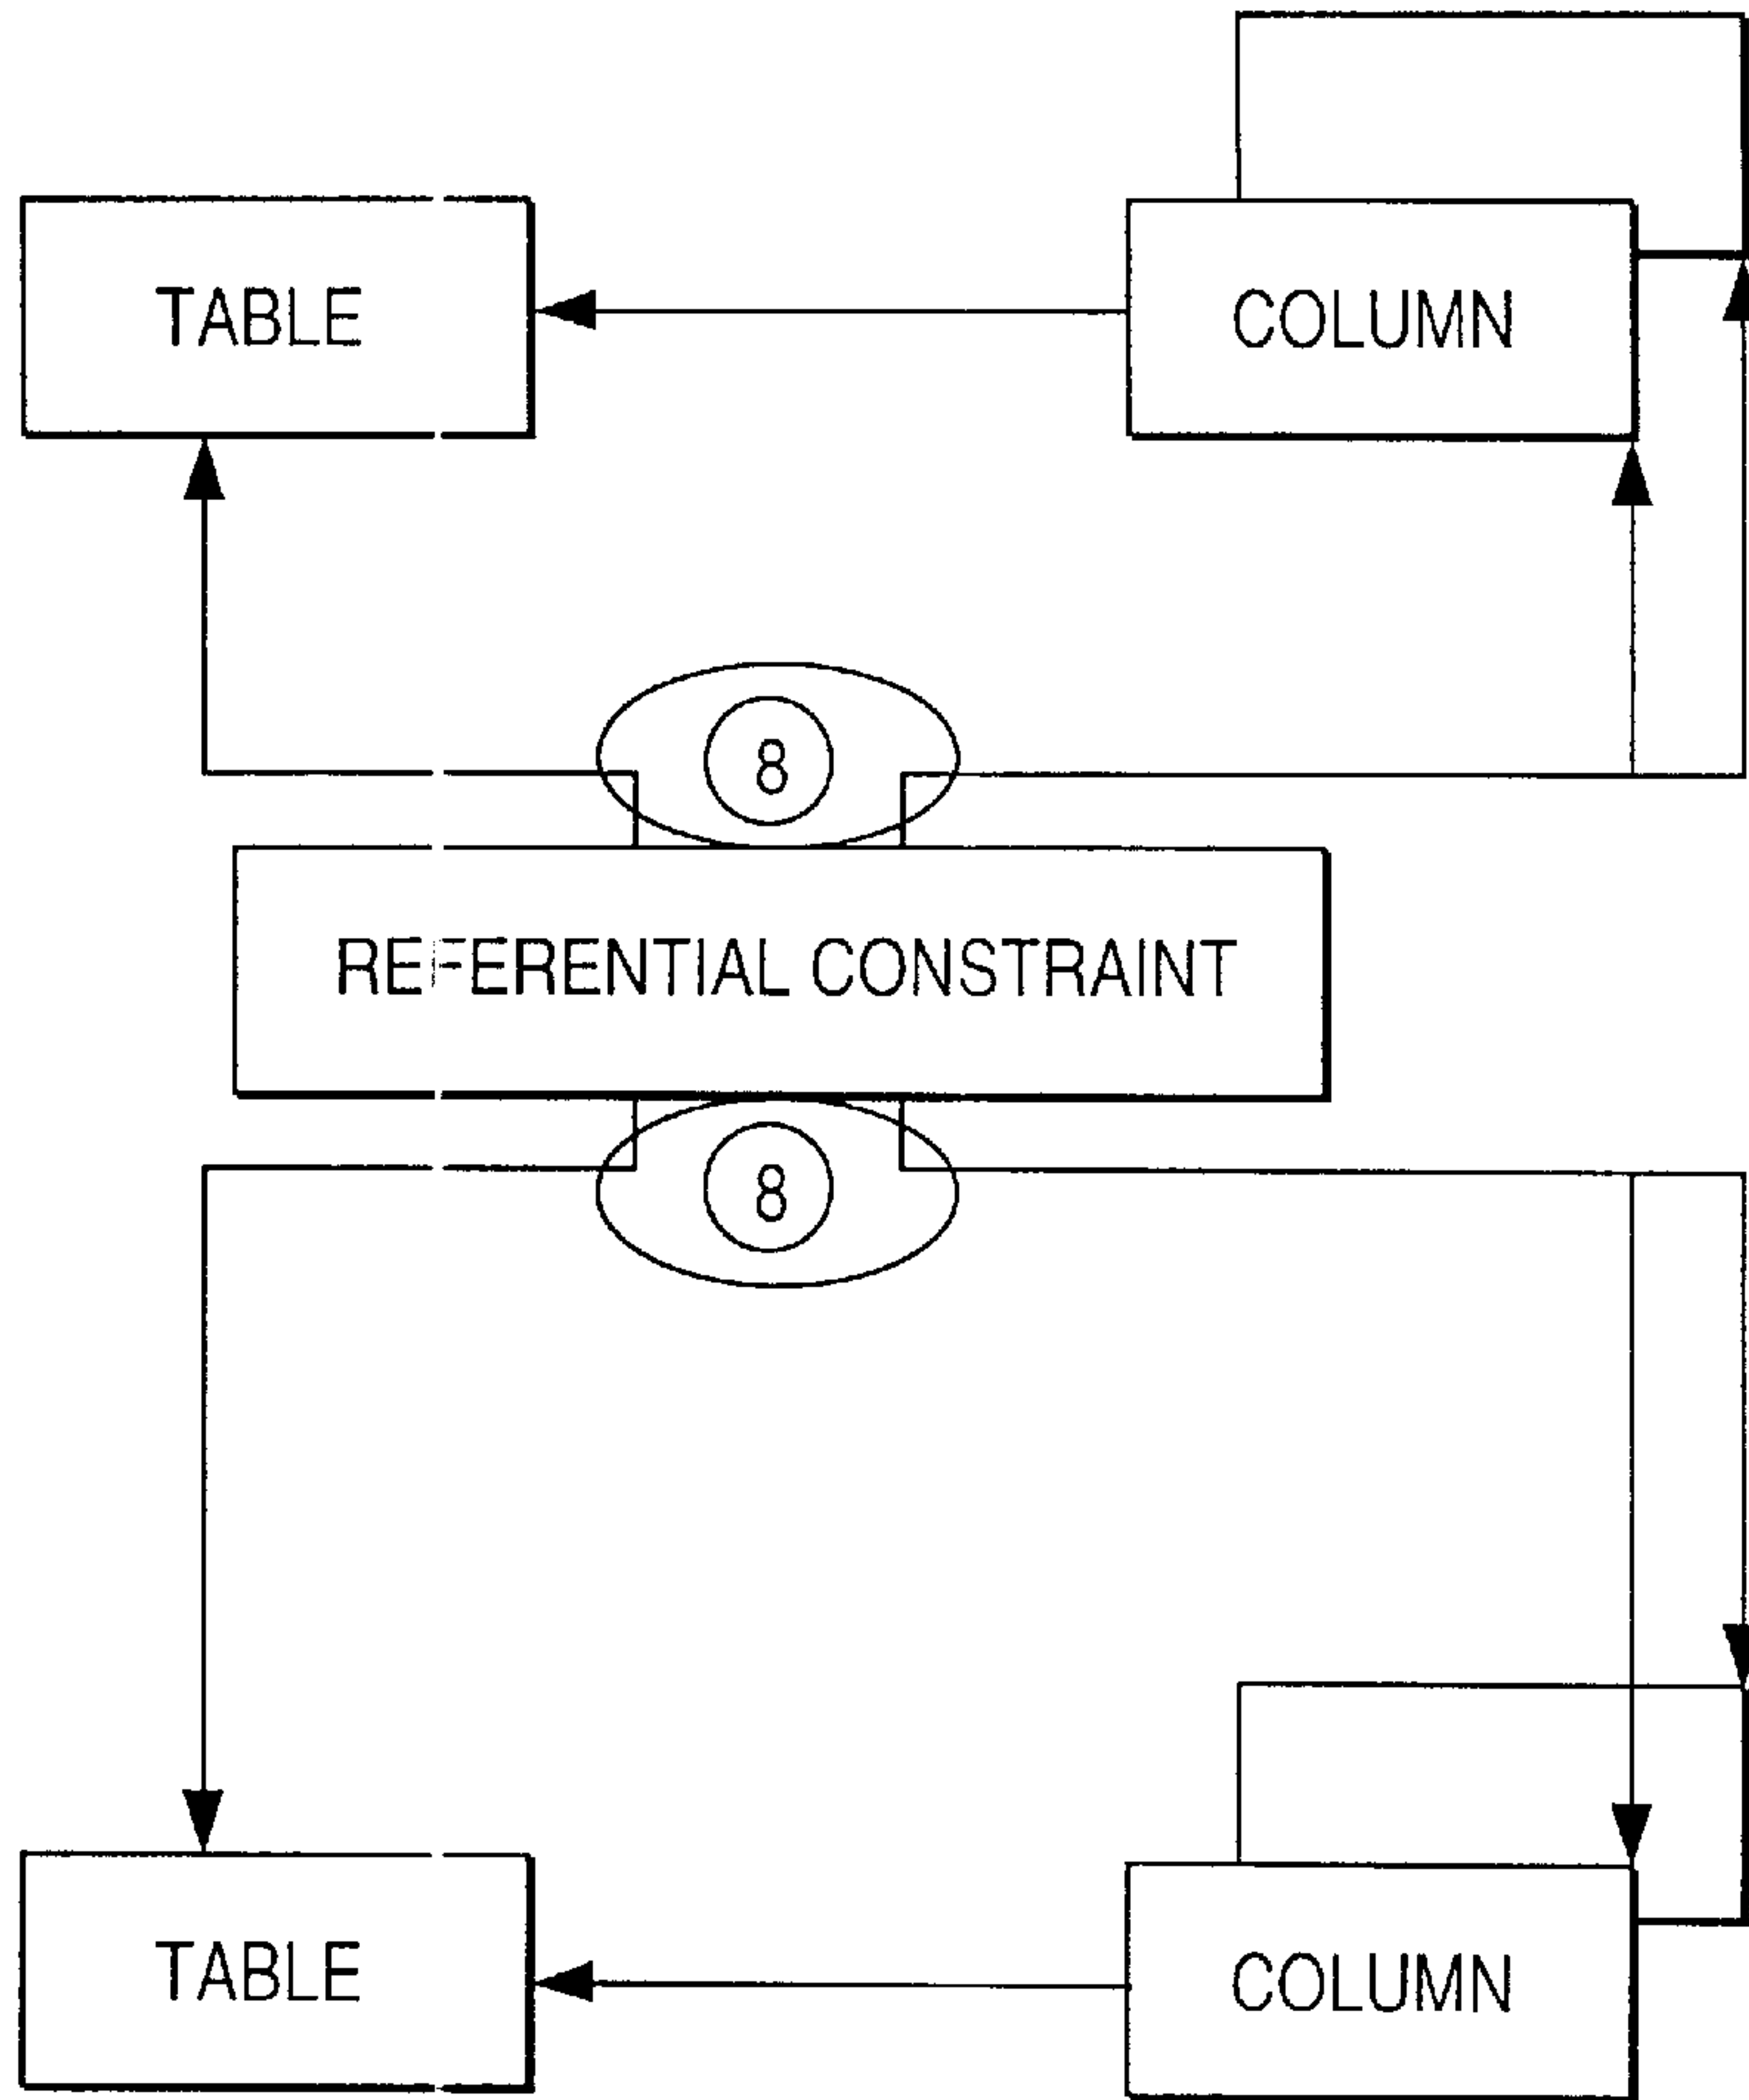 TABLE
COLUMN
8
REFERENTIAL CONSTRAINT
8
TABLE
COLUMN